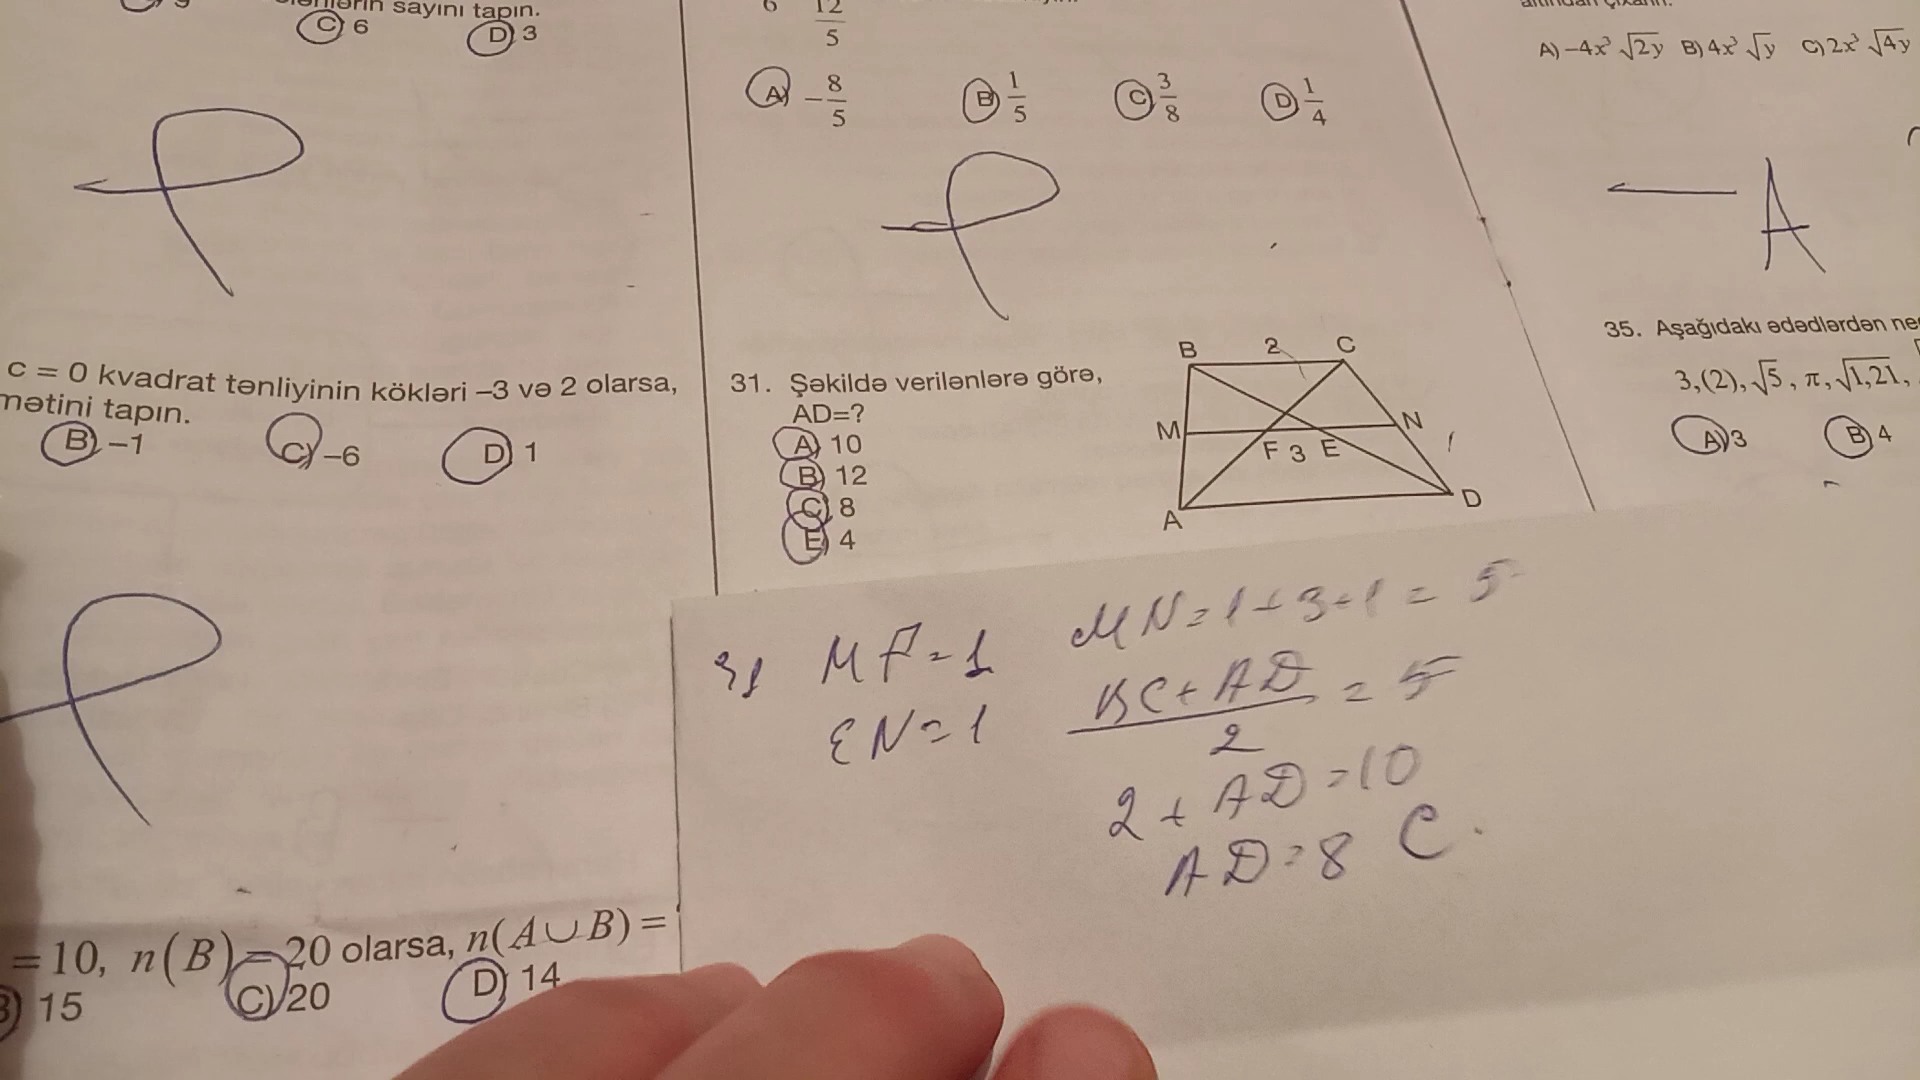 sayını tapın.
C) 6 D) 3
c = 0 kvadrat tənliyinin kökləri –3 və 2 olarsa,
mətini tapın.
B) –1 C) –6 D) 1
= 10, n(B) = 20 olarsa, n(A∪B) =
B) 15 C) 20 D) 14
6 12/5
A) –8/5 B) 1/5 C) 3/8 D) 1/4
31. Şəkildə verilənlərə görə,
AD=?
A) 10
B) 12
C) 8
E) 4
B 2 C
M F 3 E N
A D
31 MF=1
EN=1
MN=1+3+1=5
BC+AD/2=5
2+AD=10
AD=8 C.
A) –4x³√2y B) 4x³√y C) 2x³√4y
A
35. Aşağıdakı ədədlərdən
3,(2), √5, π, √1,21,
A) 3 B) 4